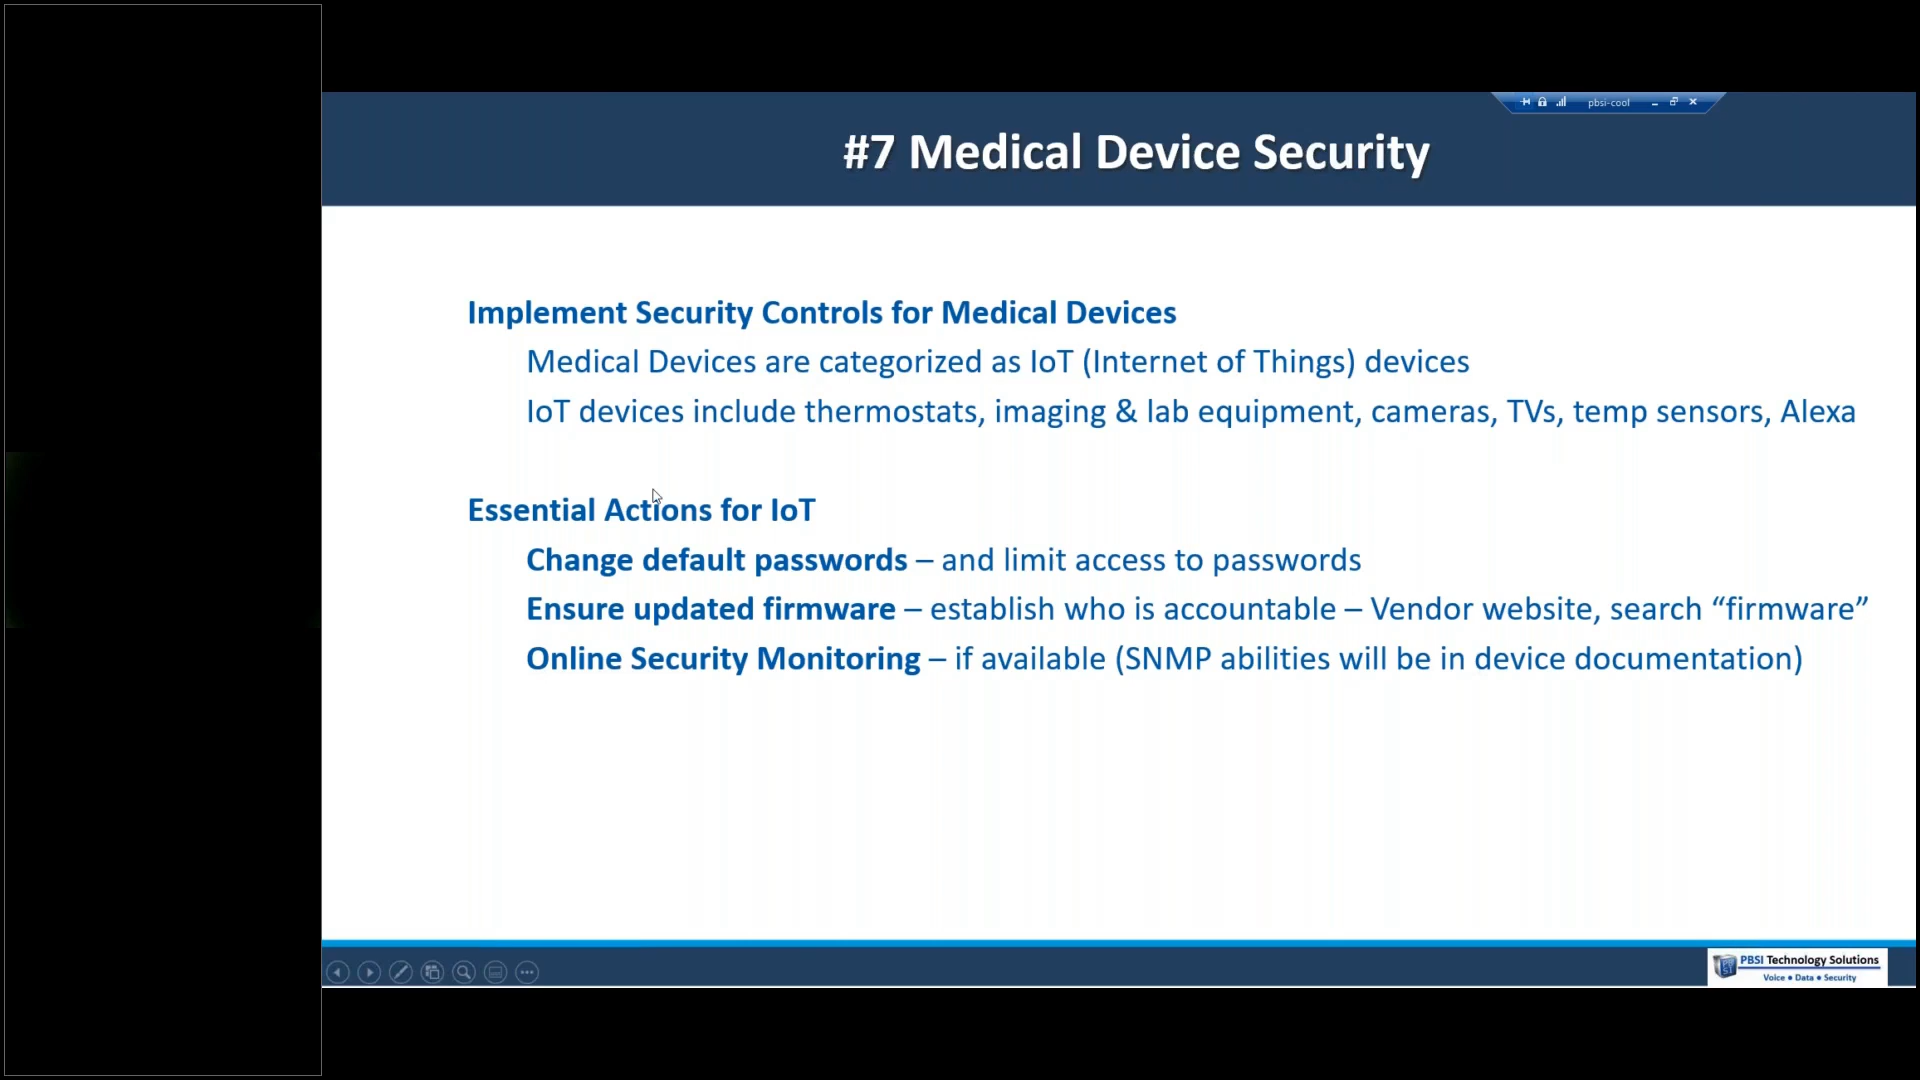 pbsi-cool
#7 Medical Device Security
Implement Security Controls for Medical Devices
Medical Devices are categorized as IoT (Internet of Things) devices
IoT devices include thermostats, imaging & lab equipment, cameras, TVs, temp sensors, Alexa
Essential Actions for IoT
Change default passwords – and limit access to passwords
Ensure updated firmware – establish who is accountable – Vendor website, search “firmware”
Online Security Monitoring – if available (SNMP abilities will be in device documentation)
PBSI Technology Solutions
Voice • Data • Security